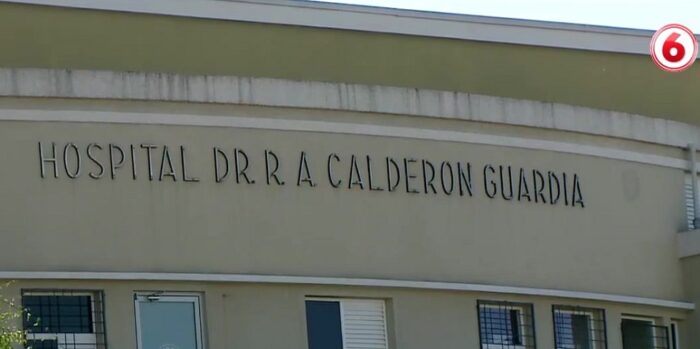 6
HOSPITAL DR. R. A. CALDERON GUARDIA